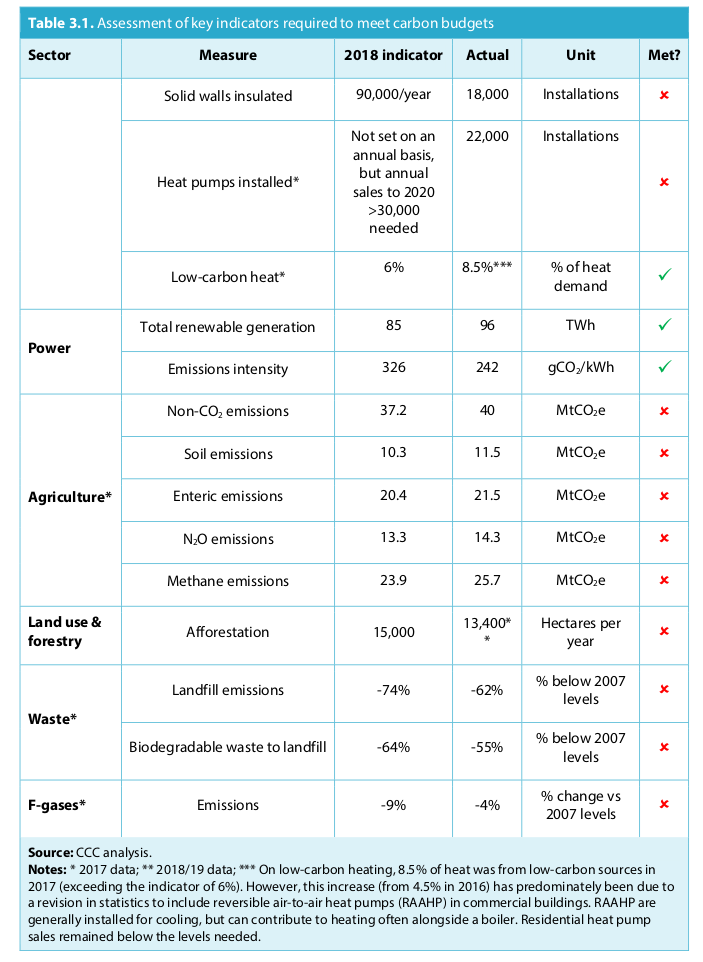 Table 3.1. Assessment of key indicators required to meet carbon budgets
Sector Measure 2018 indicator Actual Unit Met?
Solid walls insulated 90,000/year 18,000 Installations ✘
Heat pumps installed* Not set on an
annual basis,
but annual
sales to 2020
>30,000
needed 22,000 Installations ✘
Low-carbon heat* 6% 8.5%*** % of heat
demand ✓
Power Total renewable generation 85 96 TWh ✓
Emissions intensity 326 242 gCO₂/kWh ✓
Agriculture* Non-CO₂ emissions 37.2 40 MtCO₂e ✘
Soil emissions 10.3 11.5 MtCO₂e ✘
Enteric emissions 20.4 21.5 MtCO₂e ✘
N₂O emissions 13.3 14.3 MtCO₂e ✘
Methane emissions 23.9 25.7 MtCO₂e ✘
Land use &
forestry Afforestation 15,000 13,400*
* Hectares per
year ✘
Waste* Landfill emissions -74% -62% % below 2007
levels ✘
Biodegradable waste to landfill -64% -55% % below 2007
levels ✘
F-gases* Emissions -9% -4% % change vs
2007 levels ✘
Source: CCC analysis.
Notes: * 2017 data; ** 2018/19 data; *** On low-carbon heating, 8.5% of heat was from low-carbon sources in
2017 (exceeding the indicator of 6%). However, this increase (from 4.5% in 2016) has predominately been due to
a revision in statistics to include reversible air-to-air heat pumps (RAAHP) in commercial buildings. RAAHP are
generally installed for cooling, but can contribute to heating often alongside a boiler. Residential heat pump
sales remained below the levels needed.